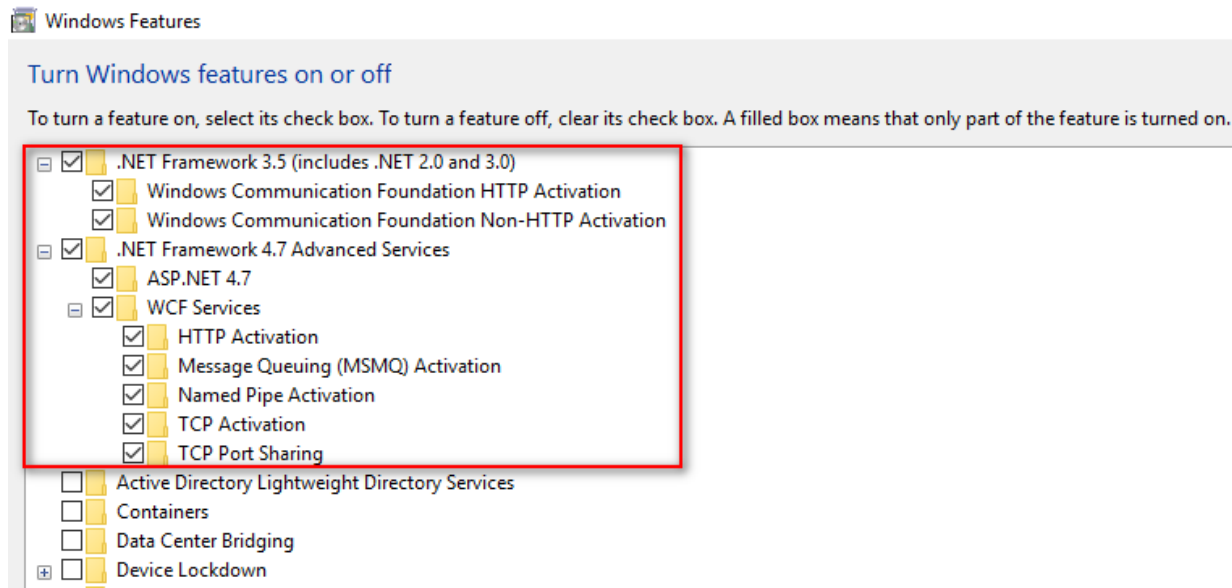 Windows Features
Turn Windows features on or off
To turn a feature on, select its check box. To turn a feature off, clear its check box. A filled box means that only part of the feature is turned on.
.NET Framework 3.5 (includes .NET 2.0 and 3.0)
Windows Communication Foundation HTTP Activation
Windows Communication Foundation Non-HTTP Activation
.NET Framework 4.7 Advanced Services
ASP.NET 4.7
WCF Services
HTTP Activation
Message Queuing (MSMQ) Activation
Named Pipe Activation
TCP Activation
TCP Port Sharing
Active Directory Lightweight Directory Services
Containers
Data Center Bridging
Device Lockdown